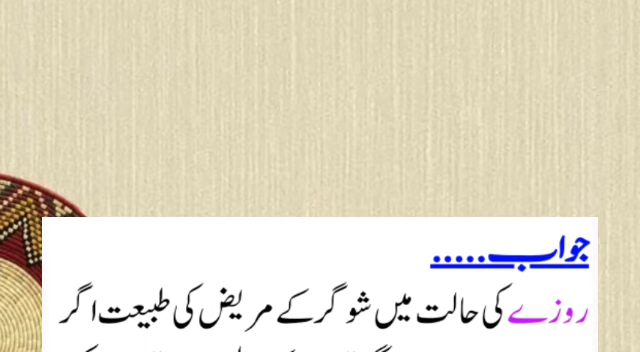 جواب.....
روزے کی حالت میں شوگر کے مریض کی طبیعت اگر